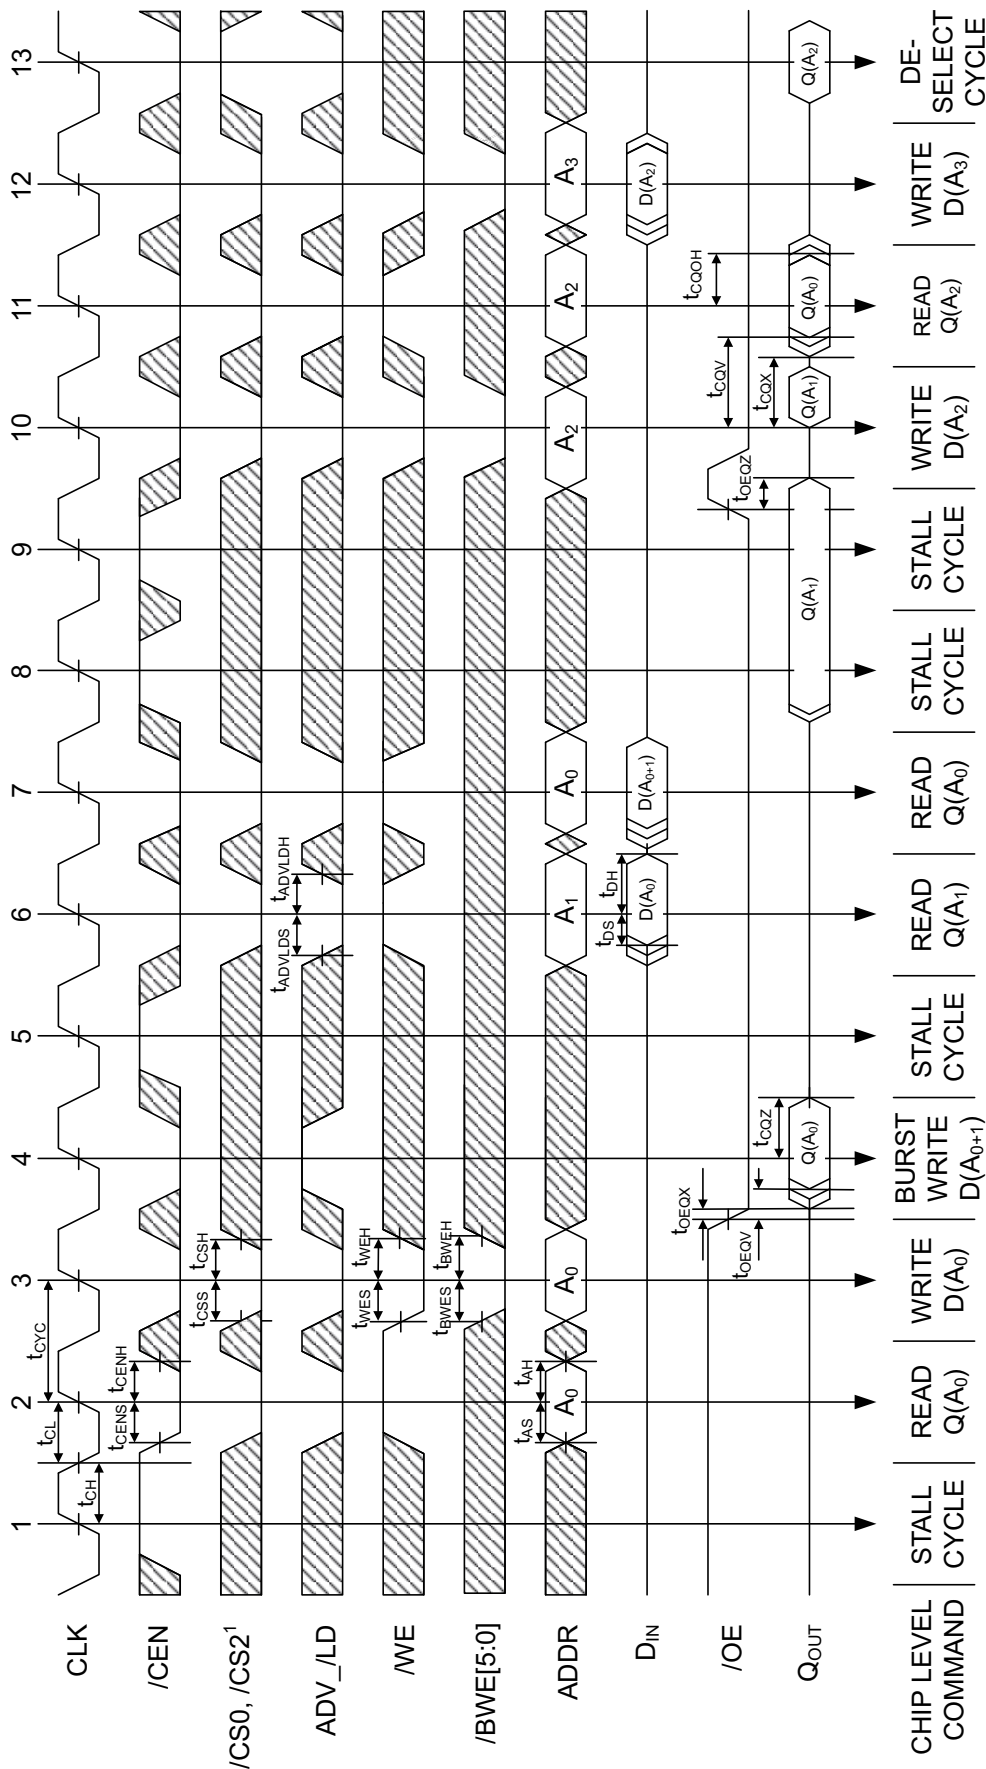 1 2 3 4 5 6 7 8 9 10 11 12 13
CLK
tCH
tCL
tCYC
/CEN
tCENS
tCENH
/CS0, /CS2¹
tCSS
tCSH
ADV_/LD
tADVLDS
tADVLDH
/WE
tWES
tWEH
/BWE[5:0]
tBWES
tBWEH
ADDR
tAS
tAH
A0 A0 A1 A0 A2 A2 A3
DIN
tDS
tDH
D(A0) D(A0+1) D(A2)
/OE
tOEQX
tOEQV
tCQZ
tOEQZ
tCQV
tCQX
tCQOH
QOUT
Q(A0) Q(A1) Q(A1) Q(A0) Q(A2)
CHIP LEVEL
COMMAND
STALL
CYCLE
READ
Q(A0)
WRITE
D(A0)
BURST
WRITE
D(A0+1)
STALL
CYCLE
READ
Q(A1)
READ
Q(A0)
STALL
CYCLE
STALL
CYCLE
WRITE
D(A2)
READ
Q(A2)
WRITE
D(A3)
DE-
SELECT
CYCLE